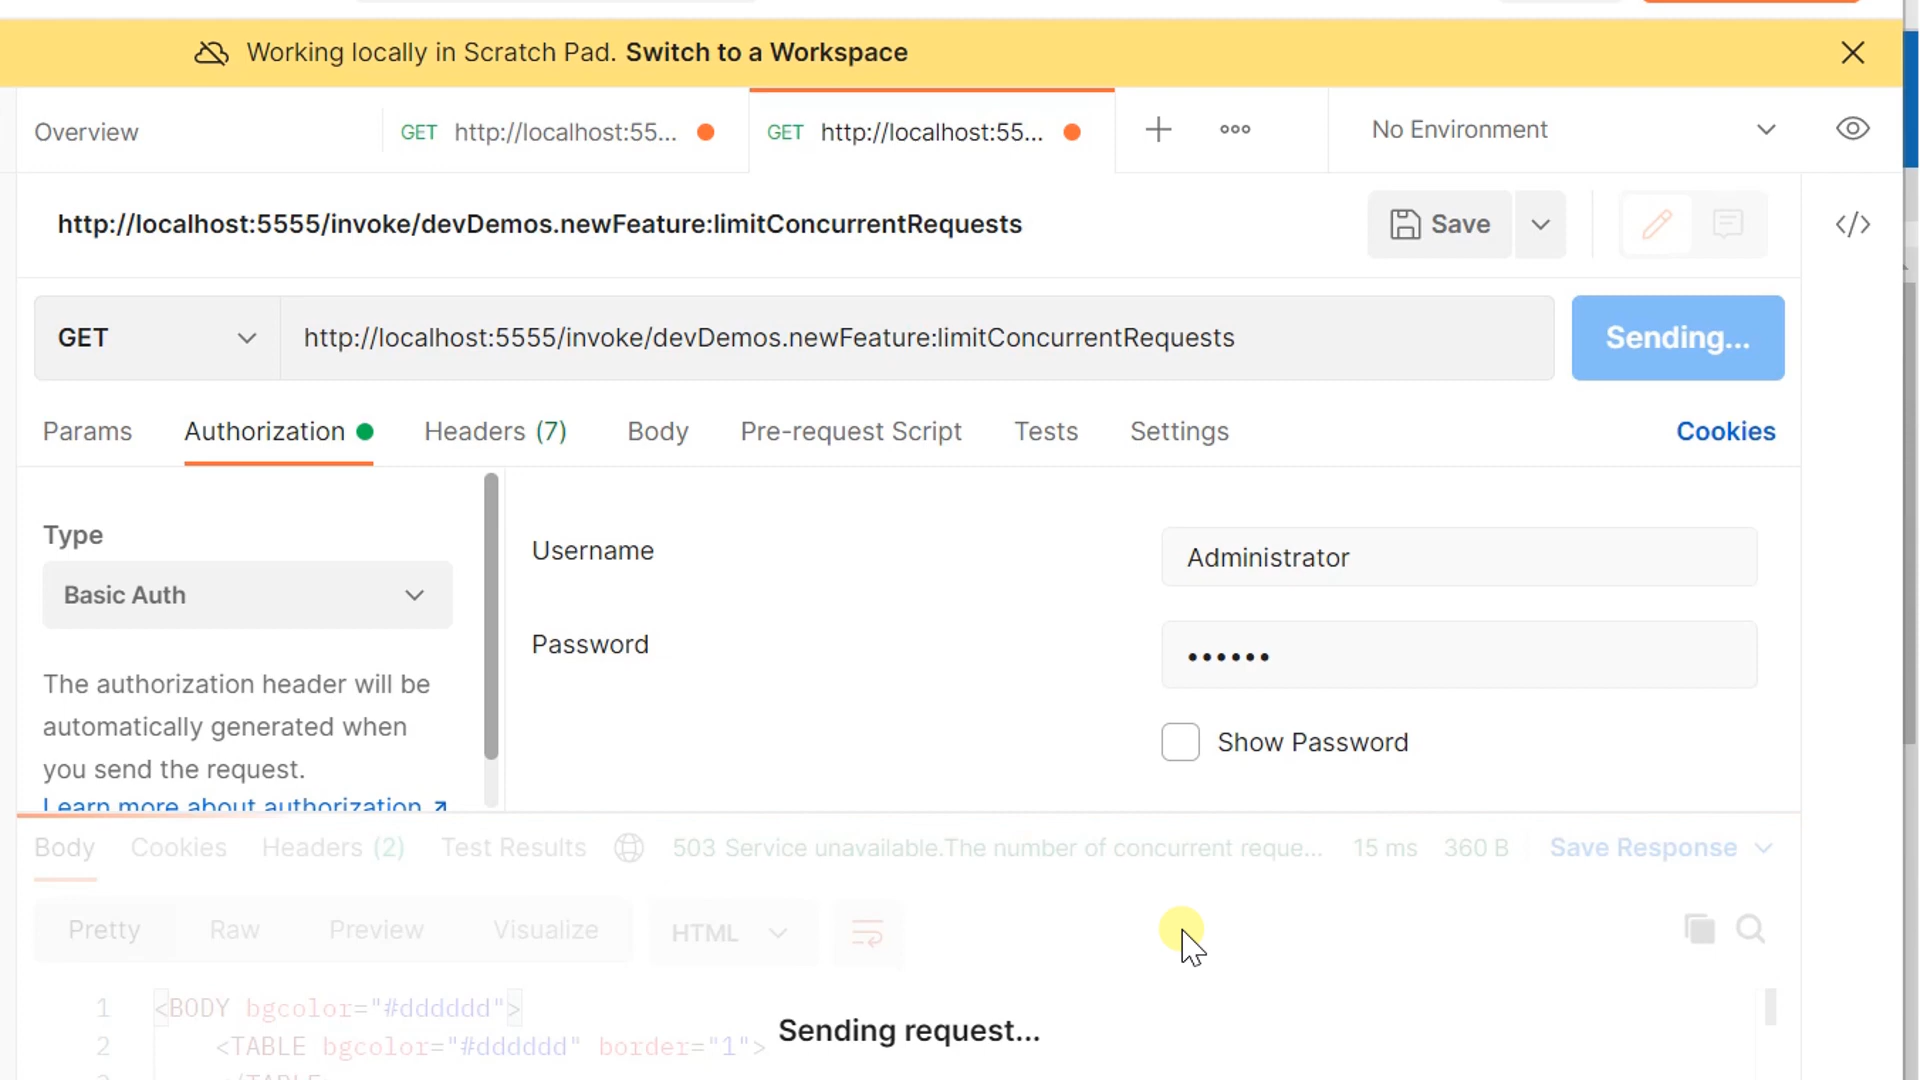 Working locally in Scratch Pad. Switch to a Workspace
Overview
GET http://localhost:55...
GET http://localhost:55...
No Environment
http://localhost:5555/invoke/devDemos.newFeature:limitConcurrentRequests
Save
GET
http://localhost:5555/invoke/devDemos.newFeature:limitConcurrentRequests
Sending...
Params
Authorization
Headers (7)
Body
Pre-request Script
Tests
Settings
Cookies
Type
Basic Auth
The authorization header will be
automatically generated when
you send the request.
Learn more about authorization ↗
Username
Administrator
Password
••••••
Show Password
Body
Cookies
Headers (2)
Test Results
503 Service unavailable.The number of concurrent reque...
15 ms
360 B
Save Response
Pretty
Raw
Preview
Visualize
HTML
1 <BODY bgcolor="#dddddd">
2 <TABLE bgcolor="#dddddd" border="1">
Sending request...